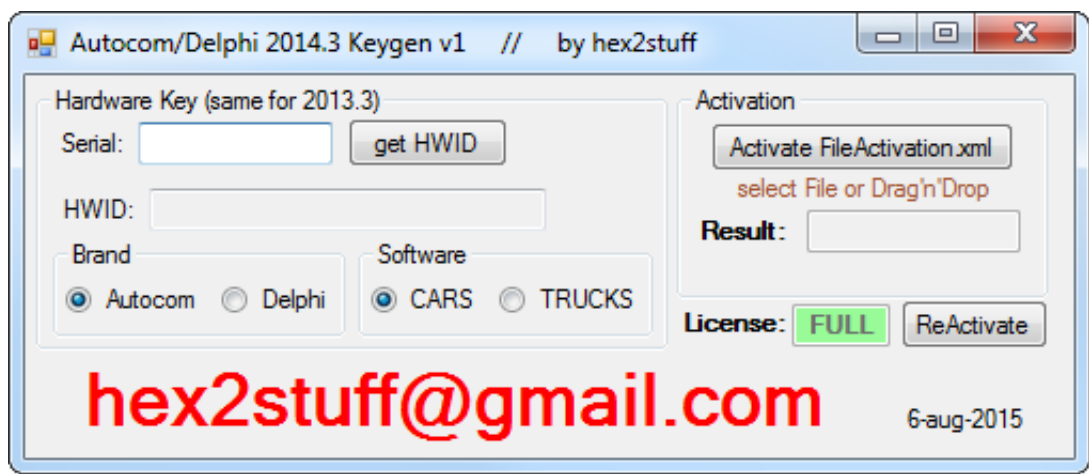 Autocom/Delphi 2014.3 Keygen v1 // by hex2stuff
Hardware Key (same for 2013.3)
Serial: get HWID
HWID:
Brand
Autocom Delphi
Software
CARS TRUCKS
Activation
Activate FileActivation.xml
select File or Drag'n'Drop
Result:
License: FULL ReActivate
hex2stuff@gmail.com
6-aug-2015